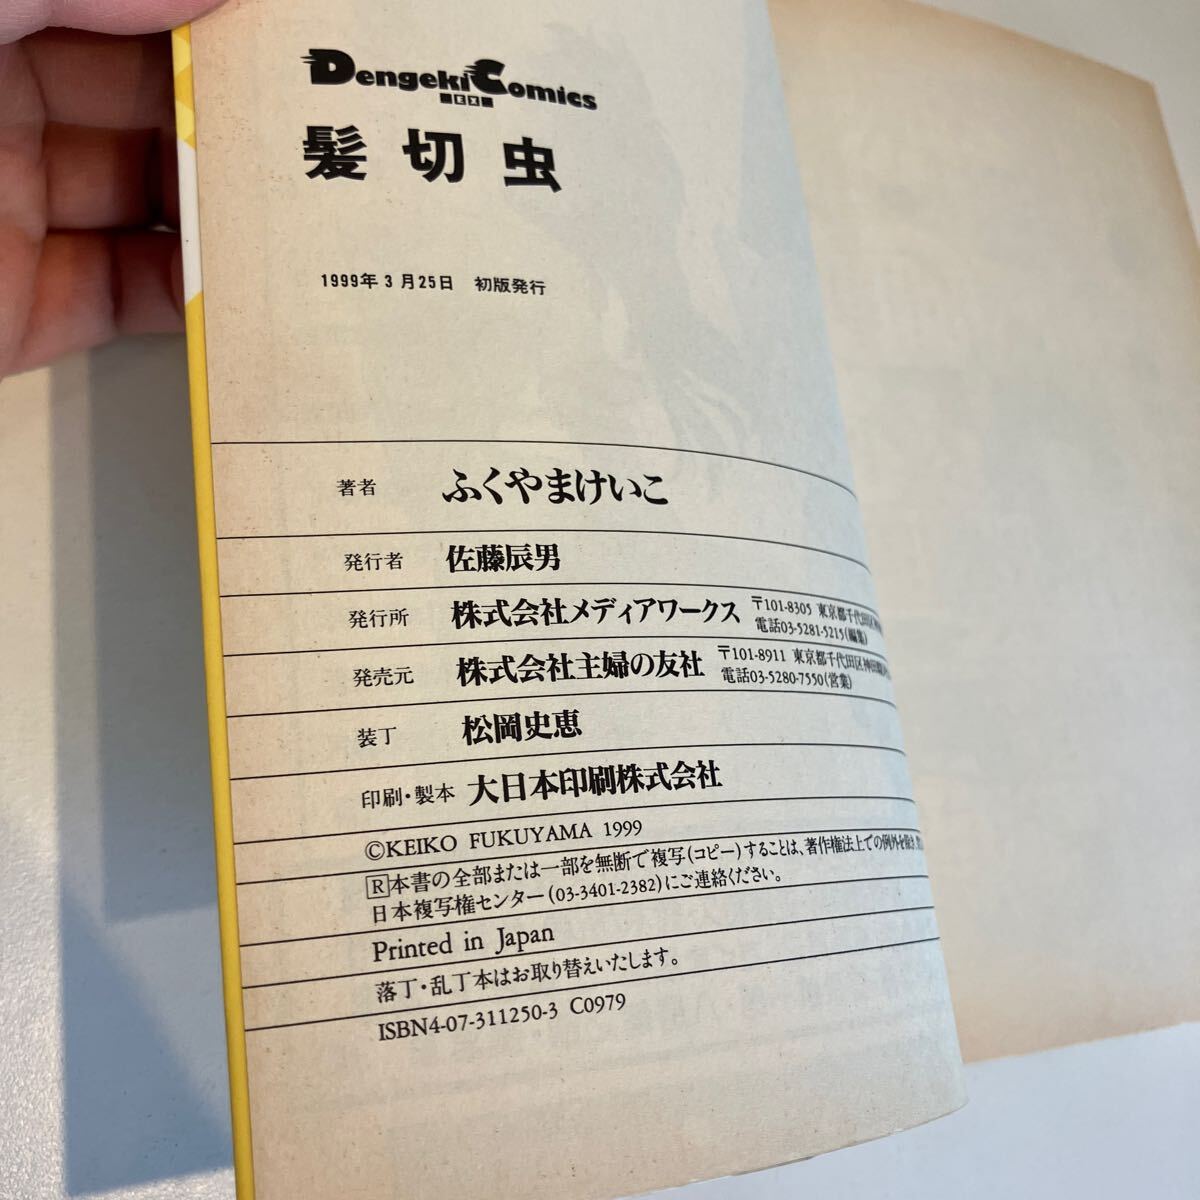 Dengeki Comics
EX
髪切虫
1999年3月25日 初版発行
著者 ふくやまけいこ
発行者 佐藤辰男
発行所 株式会社メディアワークス 〒101-8305 東京都千代田区神
電話03-5281-5215(編集)
発売元 株式会社主婦の友社 〒101-8911 東京都千代田区神田駿
電話03-5280-7550(営業)
装丁 松岡史恵
印刷・製本 大日本印刷株式会社
©KEIKO FUKUYAMA 1999
R本書の全部または一部を無断で複写(コピー)することは、著作権法上での例外を除き、
日本複写権センター(03-3401-2382)にご連絡ください。
Printed in Japan
落丁・乱丁本はお取り替えいたします。
ISBN4-07-311250-3 C0979